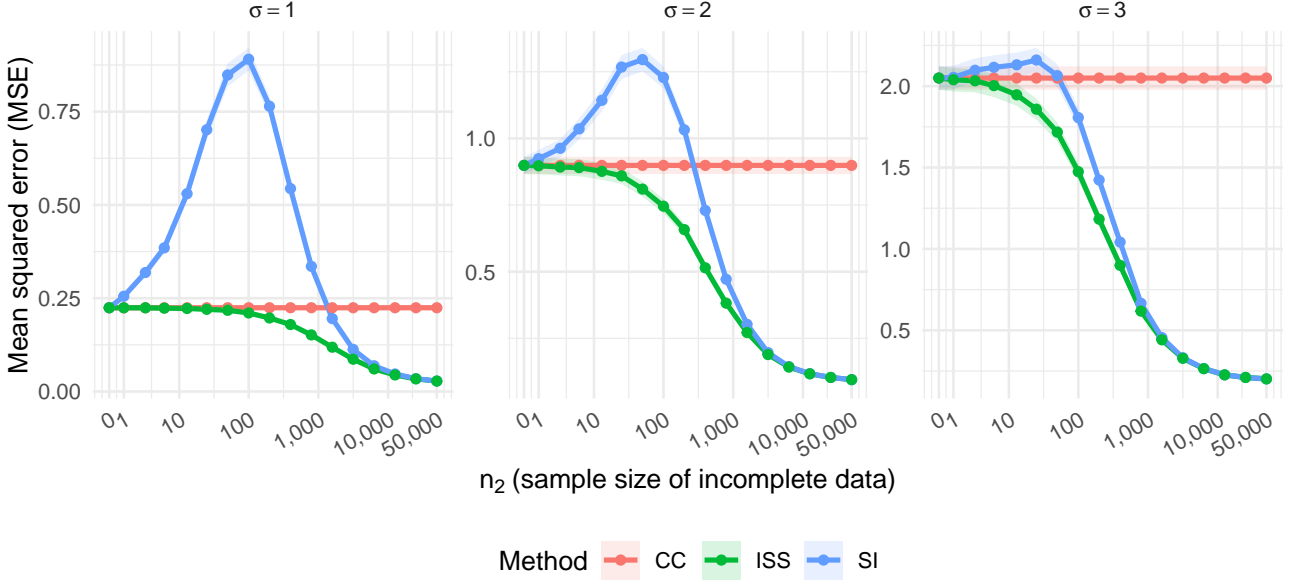 σ = 1
σ = 2
σ = 3
Mean squared error (MSE)
0.75
0.50
0.25
0.00
1.0
0.5
2.0
1.5
1.0
0.5
0 1 10 100 1,000 10,000 50,000
0 1 10 100 1,000 10,000 50,000
0 1 10 100 1,000 10,000 50,000
n₂ (sample size of incomplete data)
Method CC ISS SI